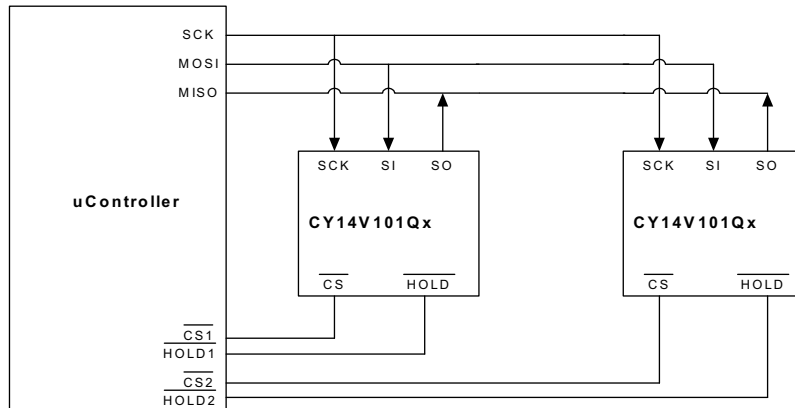 SCK
MOSI
MISO
SCK SI SO
SCK SI SO
uController
CY14V101Qx
CY14V101Qx
CS HOLD
CS HOLD
CS1
HOLD1
CS2
HOLD2